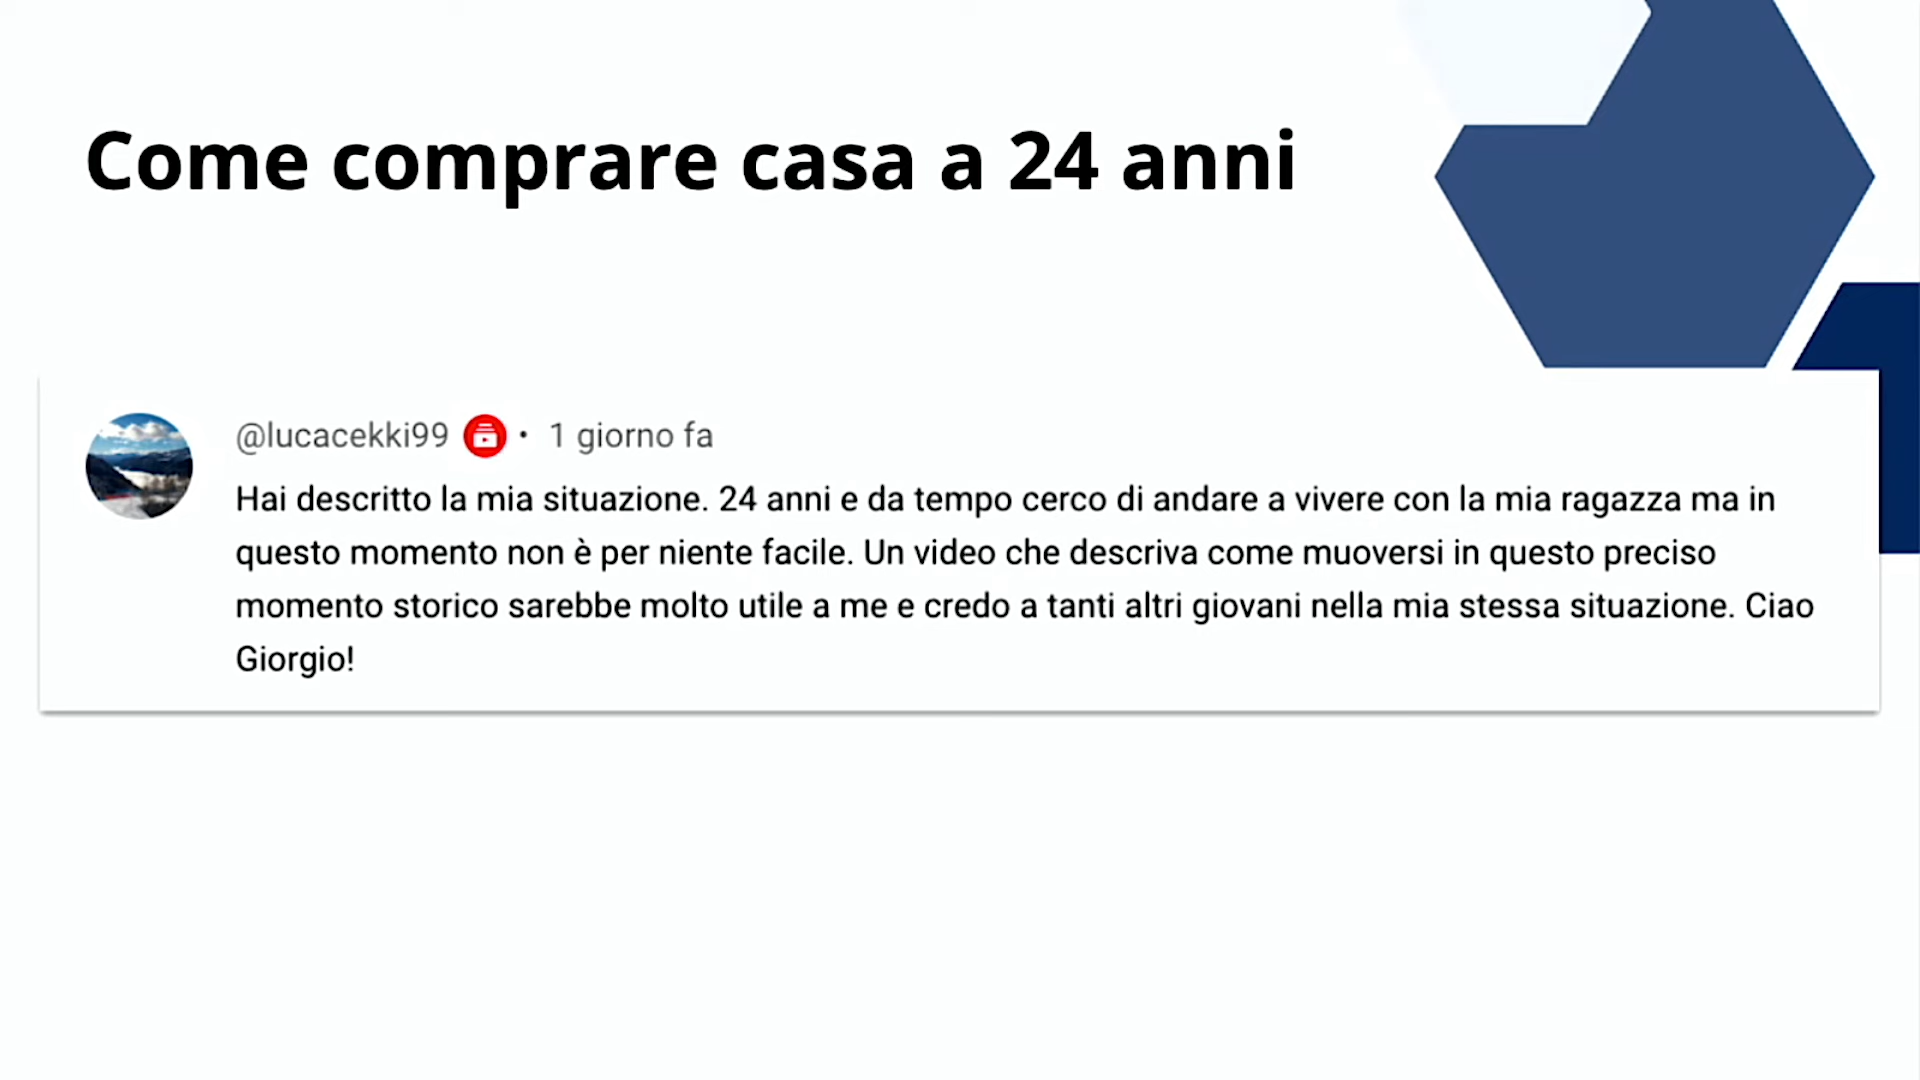 Come comprare casa a 24 anni
@lucacekki99 • 1 giorno fa
Hai descritto la mia situazione. 24 anni e da tempo cerco di andare a vivere con la mia ragazza ma in
questo momento non è per niente facile. Un video che descriva come muoversi in questo preciso
momento storico sarebbe molto utile a me e credo a tanti altri giovani nella mia stessa situazione. Ciao
Giorgio!